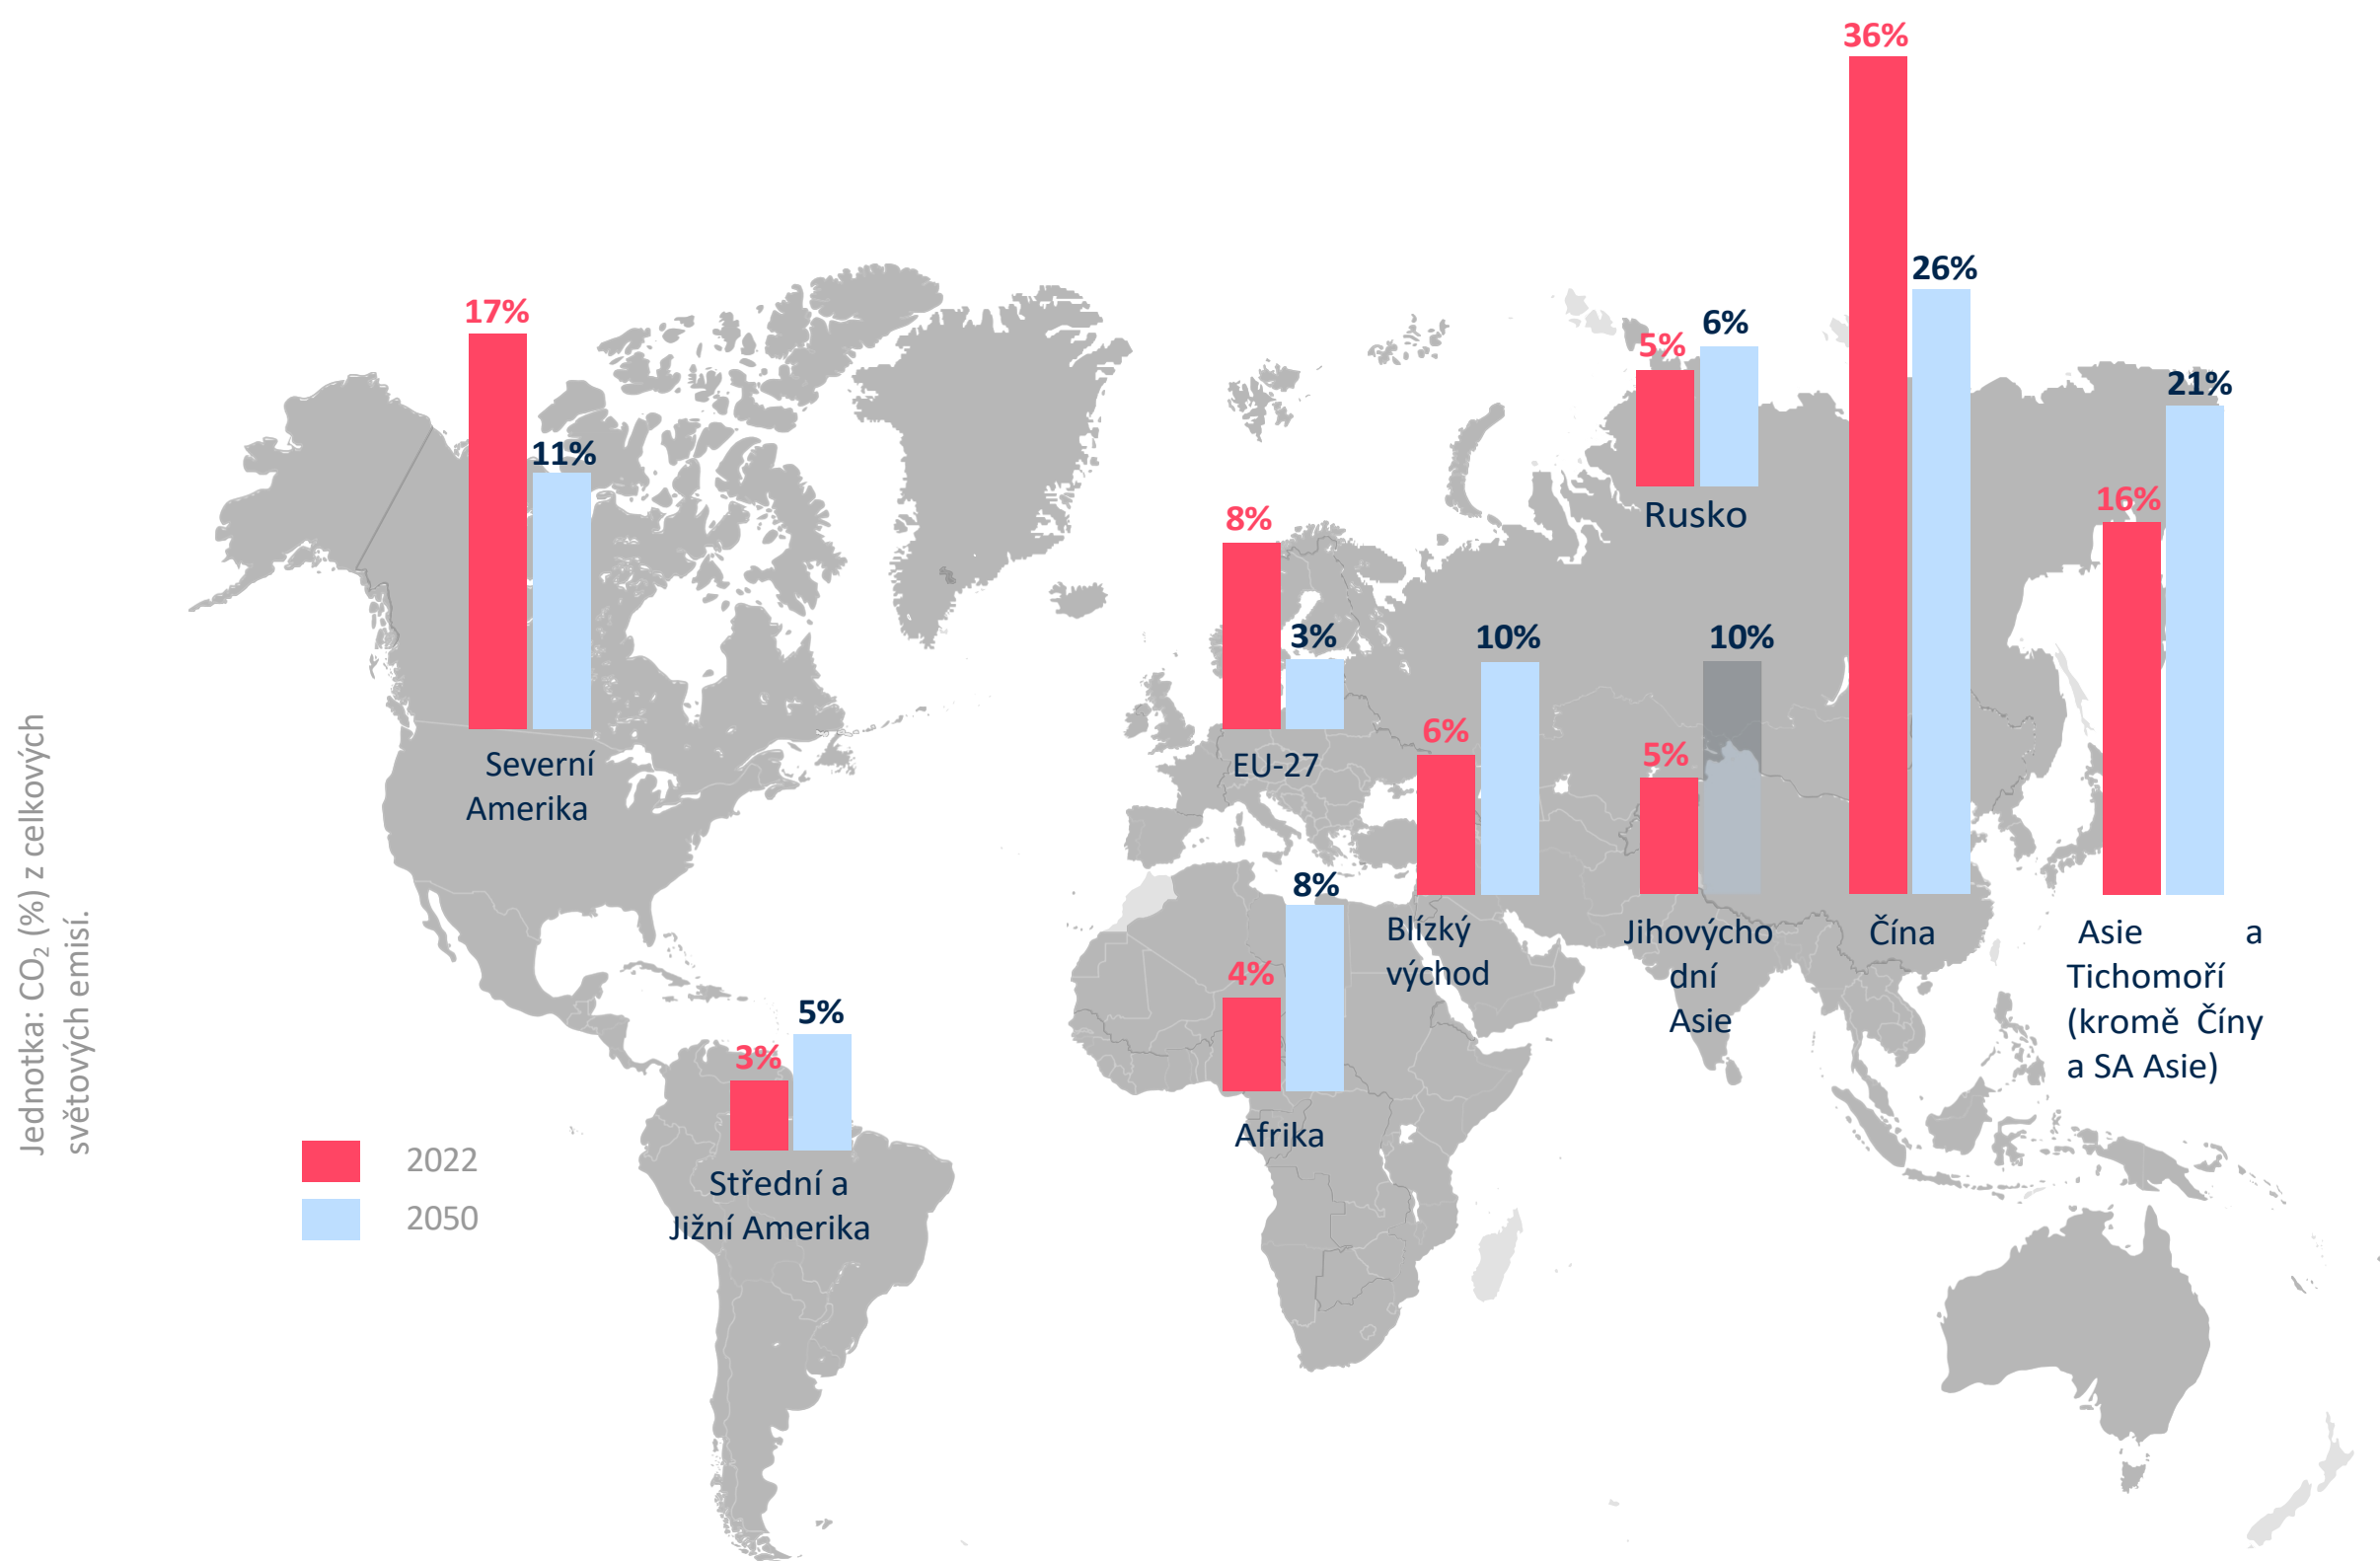 36%
26%
17%
6%
5%
21%
11%
16%
Rusko
8%
3%
10%
10%
6%
5%
Severní
Amerika
EU-27
8%
4%
Blízký
východ
Jihovýcho
dní
Asie
Čína
Asie a
Tichomoří
(kromě Číny
a SA Asie)
5%
3%
Afrika
Střední a
Jižní Amerika
2022
2050
Jednotka: CO₂ (%) z celkových
světových emisí.